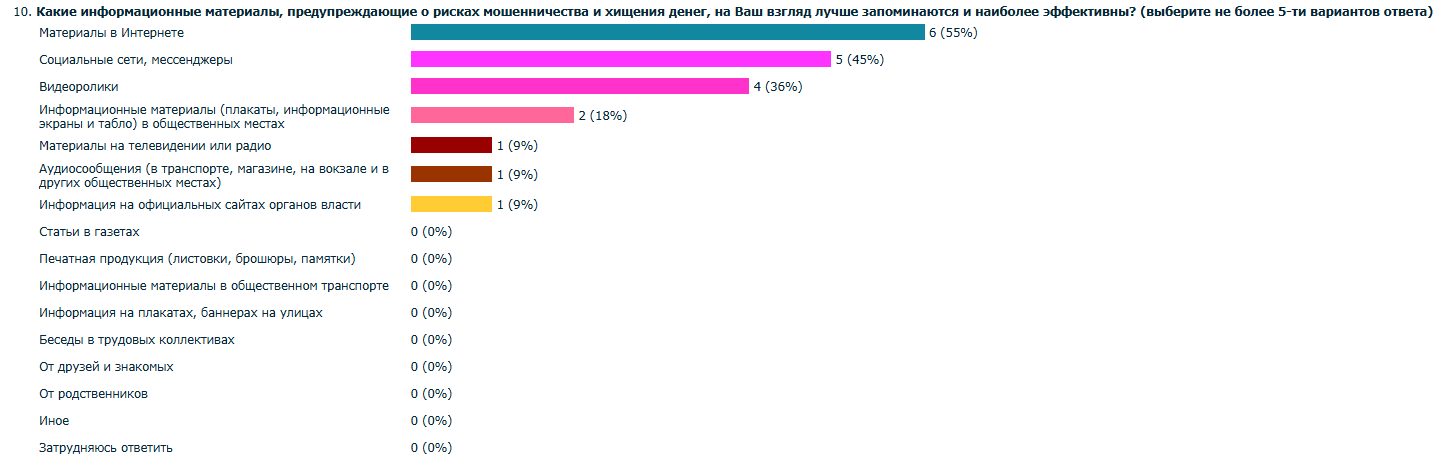 10. Какие информационные материалы, предупреждающие о рисках мошенничества и хищения денег, на Ваш взгляд лучше запоминаются и наиболее эффективны? (выберите не более 5-ти вариантов ответа)
Материалы в Интернете 6 (55%)
Социальные сети, мессенджеры 5 (45%)
Видеоролики 4 (36%)
Информационные материалы (плакаты, информационные
экраны и табло) в общественных местах 2 (18%)
Материалы на телевидении или радио 1 (9%)
Аудиосообщения (в транспорте, магазине, на вокзале и в
других общественных местах) 1 (9%)
Информация на официальных сайтах органов власти 1 (9%)
Статьи в газетах 0 (0%)
Печатная продукция (листовки, брошюры, памятки) 0 (0%)
Информационные материалы в общественном транспорте 0 (0%)
Информация на плакатах, баннерах на улицах 0 (0%)
Беседы в трудовых коллективах 0 (0%)
От друзей и знакомых 0 (0%)
От родственников 0 (0%)
Иное 0 (0%)
Затрудняюсь ответить 0 (0%)